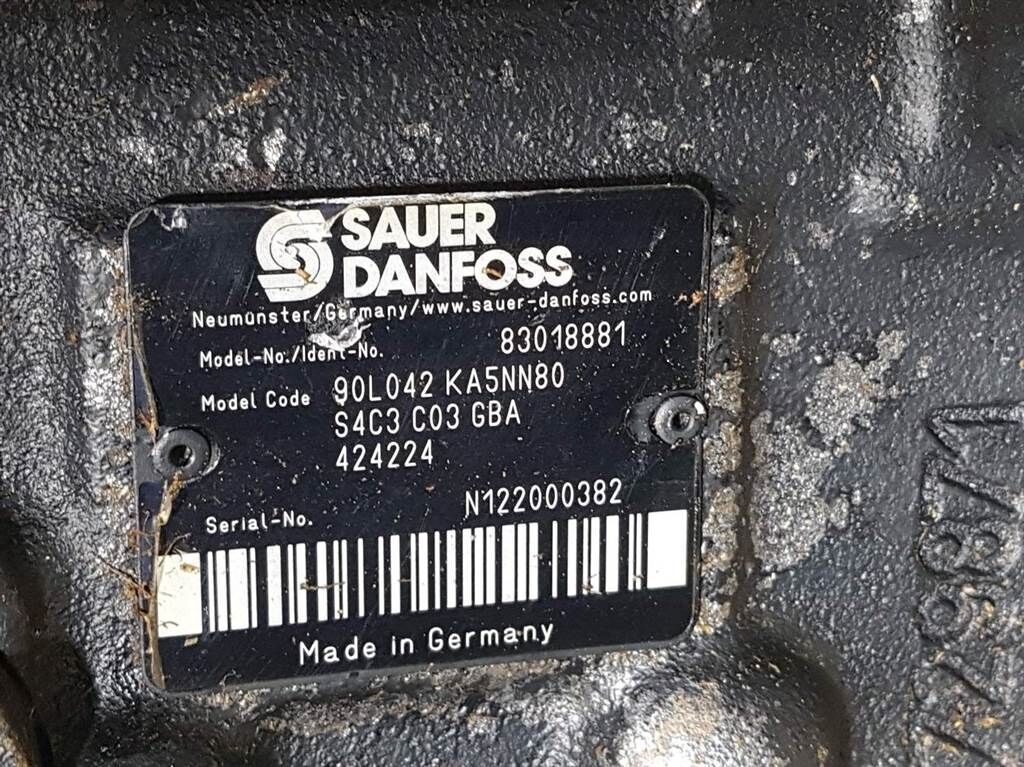 SAUER
DANFOSS
Neumünster/Germany/www.sauer-danfoss.com
Model-No./Ident-No. 83018881
Model Code 90L042 KA5NN80
S4C3 C03 GBA
424224
Serial-No. N122000382
Made in Germany